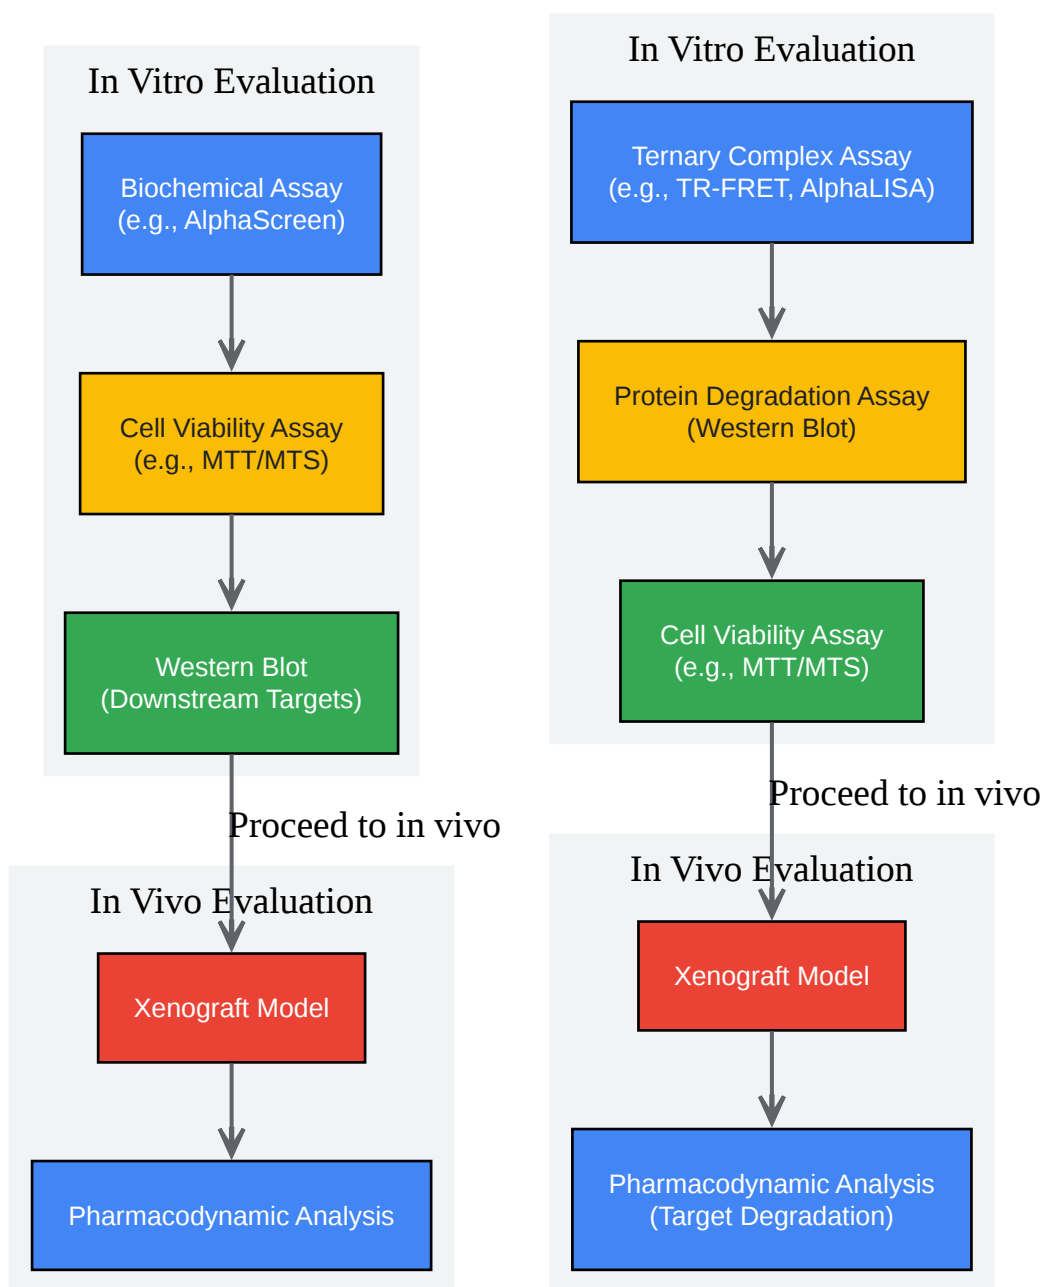 In Vitro Evaluation
Biochemical Assay
(e.g., AlphaScreen)
Cell Viability Assay
(e.g., MTT/MTS)
Western Blot
(Downstream Targets)
Proceed to in vivo
In Vivo Evaluation
Xenograft Model
Pharmacodynamic Analysis
In Vitro Evaluation
Ternary Complex Assay
(e.g., TR-FRET, AlphaLISA)
Protein Degradation Assay
(Western Blot)
Cell Viability Assay
(e.g., MTT/MTS)
Proceed to in vivo
In Vivo Evaluation
Xenograft Model
Pharmacodynamic Analysis
(Target Degradation)